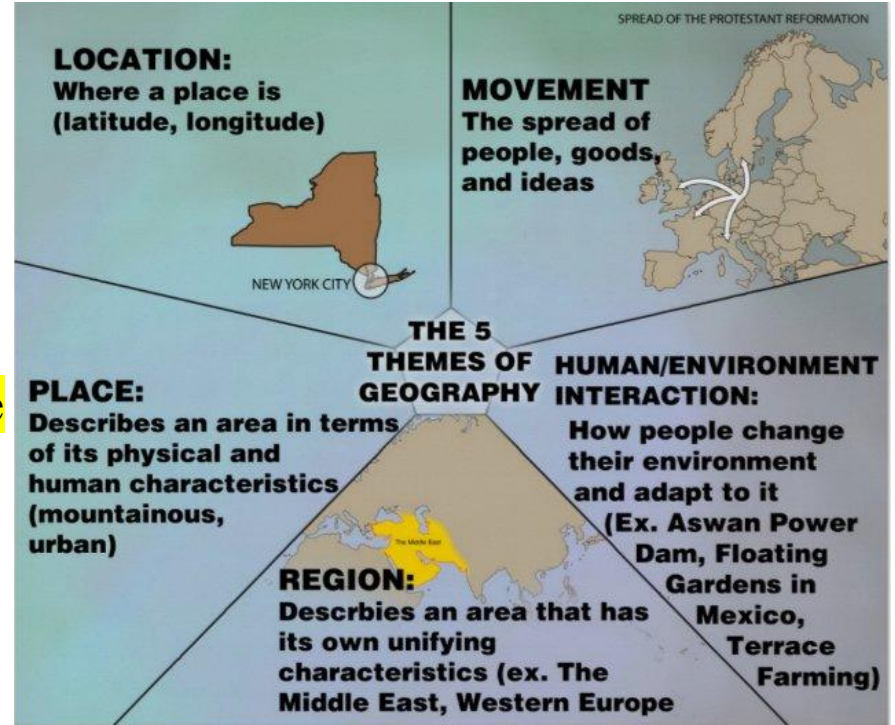 LOCATION:
Where a place is
(latitude, longitude)
NEW YORK CITY
SPREAD OF THE PROTESTANT REFORMATION
MOVEMENT
The spread of
people, goods,
and ideas
THE 5
THEMES OF
GEOGRAPHY
PLACE:
Describes an area in terms
of its physical and
human characteristics
(mountainous,
urban)
HUMAN/ENVIRONMENT
INTERACTION:
How people change
their environment
and adapt to it
(Ex. Aswan Power
Dam, Floating
Gardens in
Mexico,
Terrace
Farming)
The Middle East
REGION:
Descrbies an area that has
its own unifying
characteristics (ex. The
Middle East, Western Europe